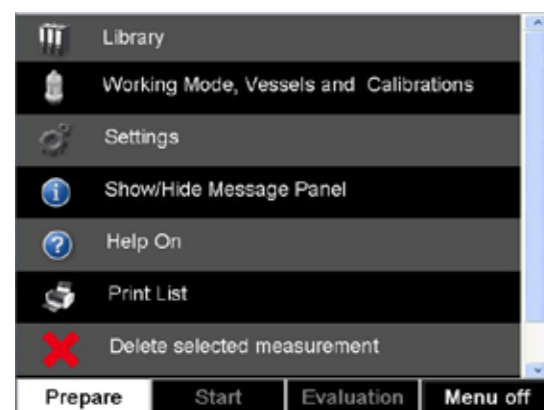 Library
Working Mode, Vessels and Calibrations
Settings
Show/Hide Message Panel
Help On
Print List
Delete selected measurement
Prepare Start Evaluation Menu off